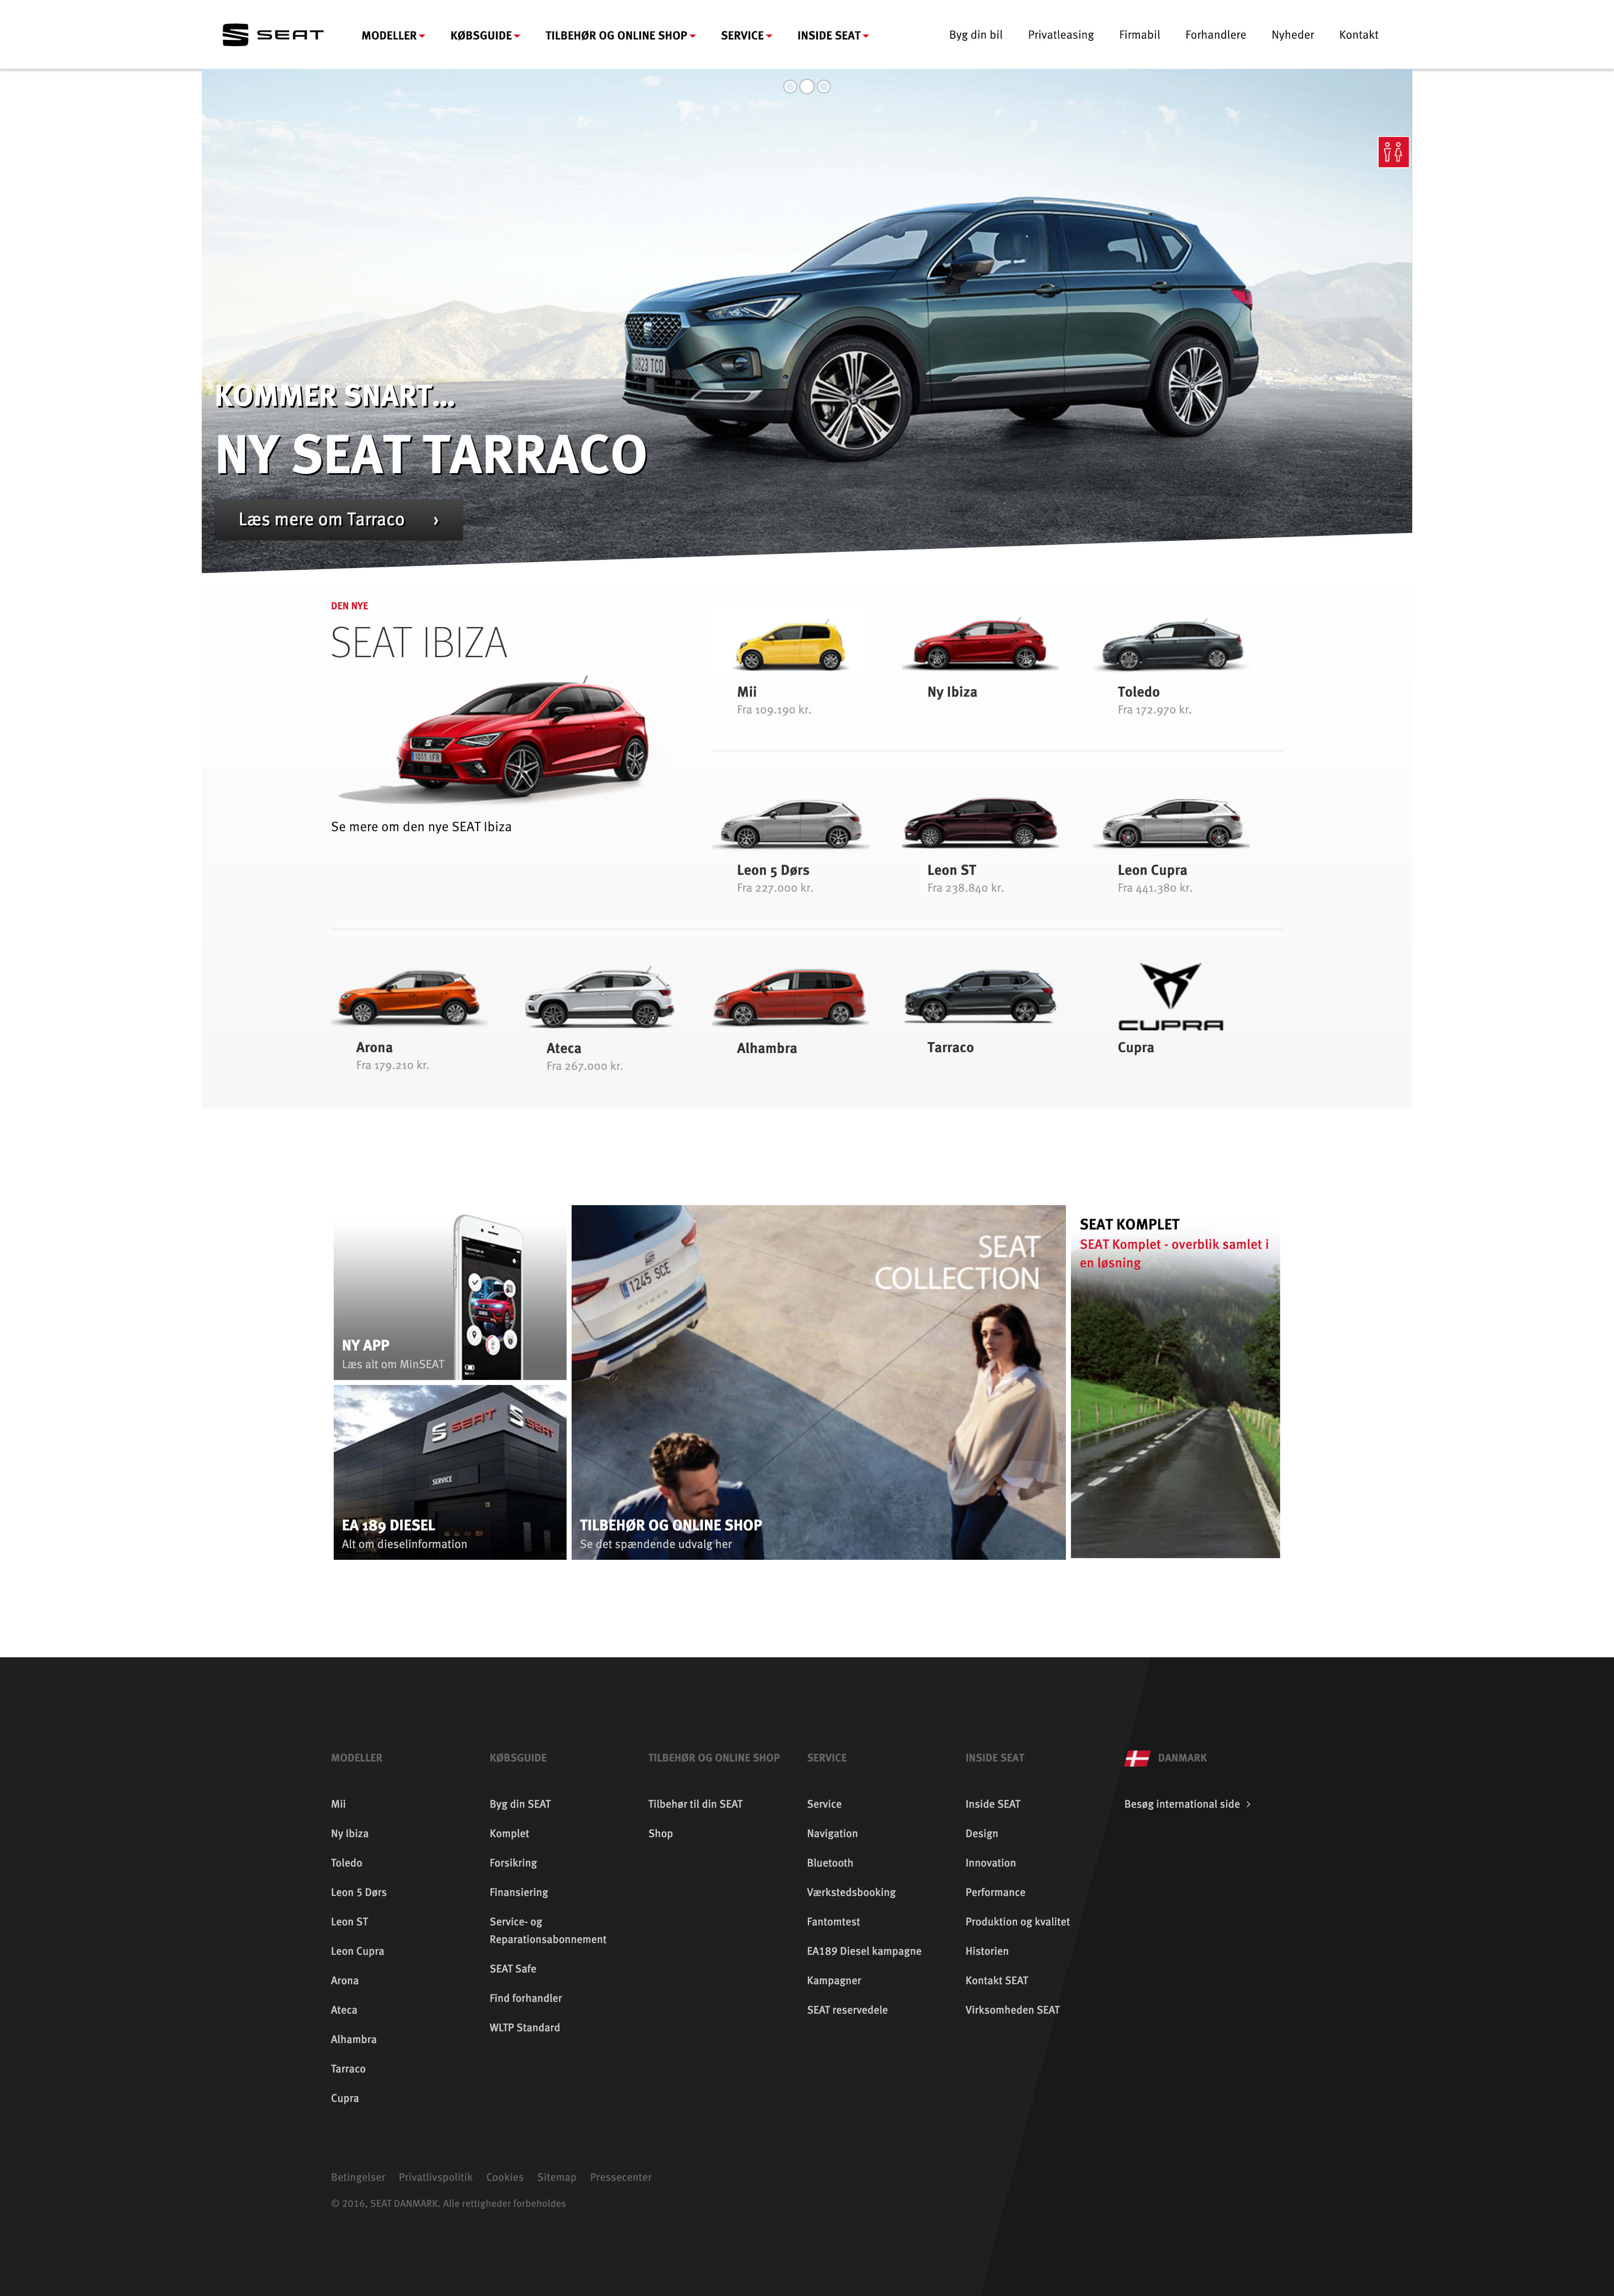 SEAT
MODELLER
KØBSGUIDE
TILBEHØR OG ONLINE SHOP
SERVICE
INSIDE SEAT
Byg din bil
Privatleasing
Firmabil
Forhandlere
Nyheder
Kontakt
0823 TCO
KOMMER SNART...
NY SEAT TARRACO
Læs mere om Tarraco ›
DEN NYE
SEAT IBIZA
1011 IFR
Se mere om den nye SEAT Ibiza
Mii
Fra 109.190 kr.
Ny Ibiza
Toledo
Fra 172.970 kr.
Leon 5 Dørs
Fra 227.000 kr.
Leon ST
Fra 238.840 kr.
Leon Cupra
Fra 441.380 kr.
Arona
Fra 179.210 kr.
Ateca
Fra 267.000 kr.
Alhambra
Tarraco
CUPRA
Cupra
NY APP
Læs alt om MinSEAT
SEAT SEAT
SERVICE
EA 189 DIESEL
Alt om dieselinformation
1245 SCE
ATECA
SEAT
COLLECTION
TILBEHØR OG ONLINE SHOP
Se det spændende udvalg her
SEAT KOMPLET
SEAT Komplet - overblik samlet i
en løsning
MODELLER
Mii
Ny Ibiza
Toledo
Leon 5 Dørs
Leon ST
Leon Cupra
Arona
Ateca
Alhambra
Tarraco
Cupra
KØBSGUIDE
Byg din SEAT
Komplet
Forsikring
Finansiering
Service- og
Reparationsabonnement
SEAT Safe
Find forhandler
WLTP Standard
TILBEHØR OG ONLINE SHOP
Tilbehør til din SEAT
Shop
SERVICE
Service
Navigation
Bluetooth
Værkstedsbooking
Fantomtest
EA189 Diesel kampagne
Kampagner
SEAT reservedele
INSIDE SEAT
Inside SEAT
Design
Innovation
Performance
Produktion og kvalitet
Historien
Kontakt SEAT
Virksomheden SEAT
DANMARK
Besøg international side >
Betingelser
Privatlivspolitik
Cookies
Sitemap
Pressecenter
© 2016, SEAT DANMARK. Alle rettigheder forbeholdes